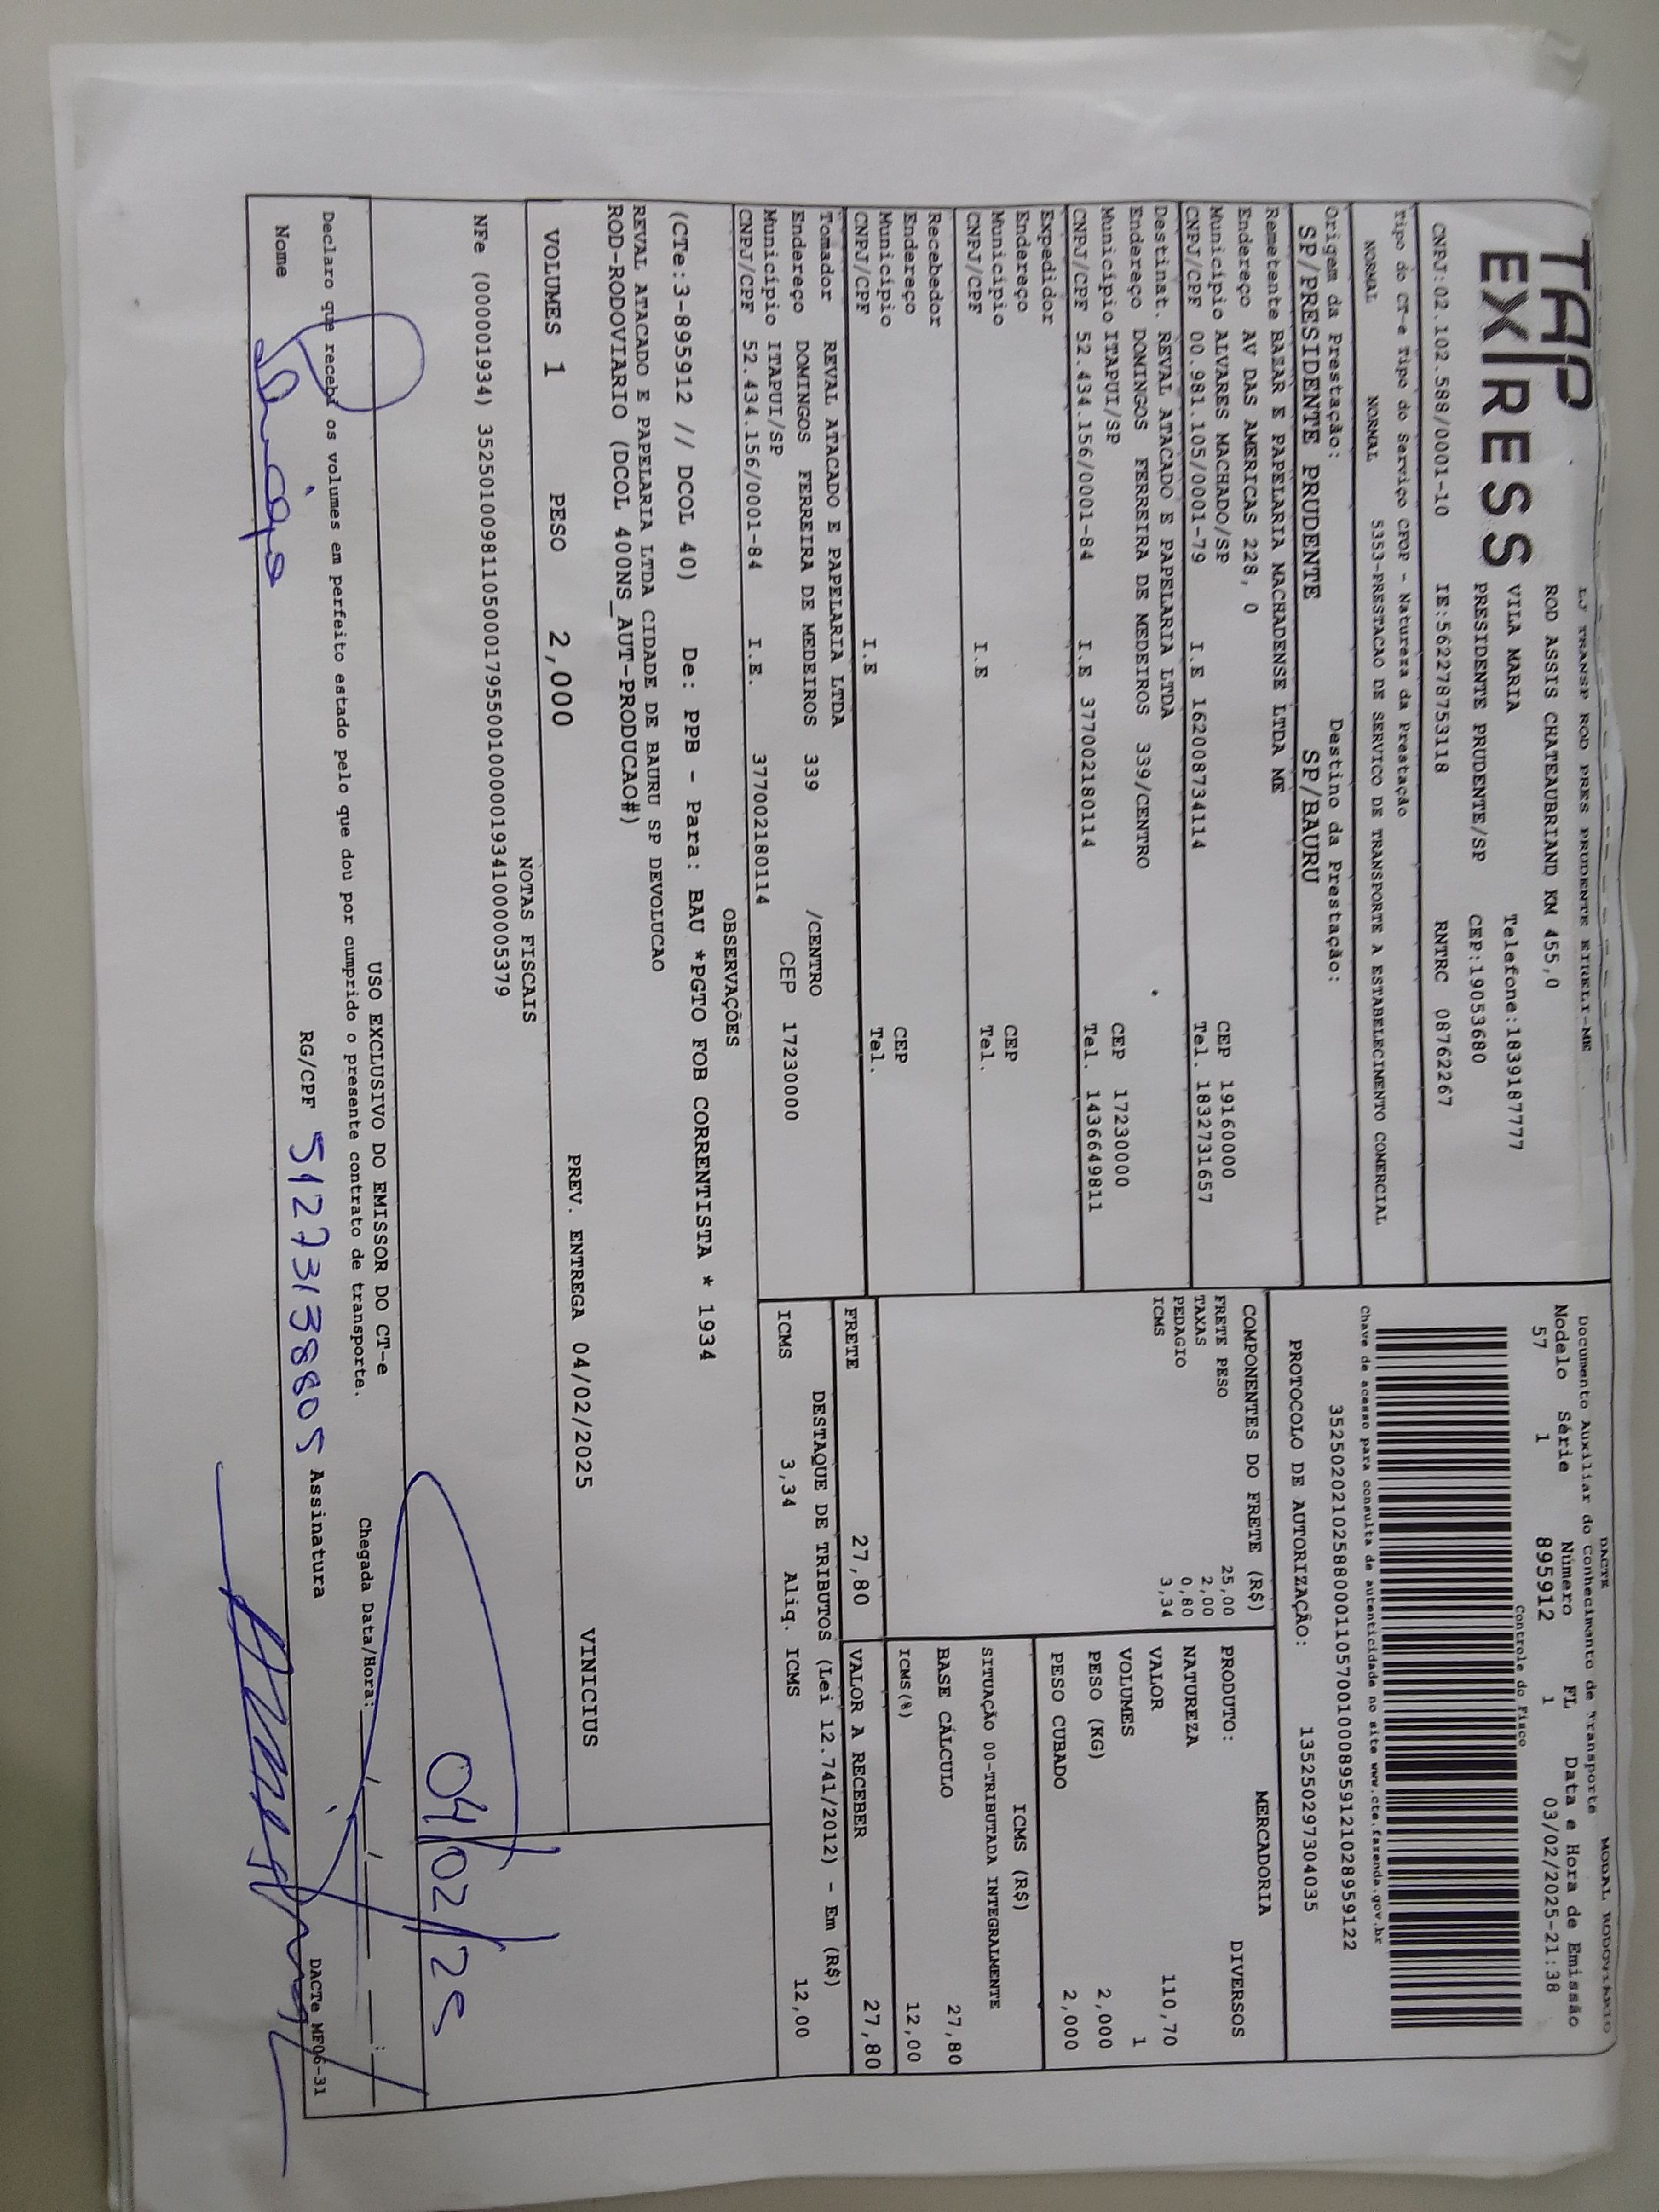 TAP
EX|RESS
LJ TRANSP ROD PRES PRUDENTE EIRELI-ME
ROD ASSIS CHATEAUBRIAND KM 455,0
VILA MARIA Telefone:1839187777
PRESIDENTE PRUDENTE/SP CEP:19053680
CNPJ:02.102.588/0001-10 IE:562278753118 RNTRC 08762267
Tipo do CT-e Tipo do Serviço CFOP - Natureza da Prestação
NORMAL NORMAL 5353-PRESTACAO DE SERVICO DE TRANSPORTE A ESTABELECIMENTO COMERCIAL
Origem da Prestação: Destino da Prestação:
SP/PRESIDENTE PRUDENTE SP/BAURU
DACTE MODAL RODOVIARIO
Documento Auxiliar do Conhecimento de Transporte
Modelo Série Número FL Data e Hora de Emissão
57 1 895912 1 03/02/2025-21:38
Controle do Fisco
Chave de acesso para consulta de autenticidade no site www.cte.fazenda.gov.br
35250202102588000110570010008959121028959122
PROTOCOLO DE AUTORIZAÇÃO: 135250297304035
Remetente BAZAR E PAPELARIA MACHADENSE LTDA ME
Endereço AV DAS AMERICAS 228, 0
Município ALVARES MACHADO/SP CEP 19160000
CNPJ/CPF 00.981.105/0001-79 I.E 162008734114 Tel. 1832731657
Destinat. REVAL ATACADO E PAPELARIA LTDA
Endereço DOMINGOS FERREIRA DE MEDEIROS 339/CENTRO
Município ITAPUI/SP CEP 17230000
CNPJ/CPF 52.434.156/0001-84 I.E 377002180114 Tel. 1436649811
Expedidor
Endereço
Município CEP
CNPJ/CPF I.E Tel.
Recebedor
Endereço
Município CEP
CNPJ/CPF I.E Tel.
Tomador REVAL ATACADO E PAPELARIA LTDA
Endereço DOMINGOS FERREIRA DE MEDEIROS 339 /CENTRO
Município ITAPUI/SP CEP 17230000
CNPJ/CPF 52.434.156/0001-84 I.E. 377002180114
COMPONENTES DO FRETE (R$)
FRETE PESO 25,00
TAXAS 2,00
PEDAGIO 0,80
ICMS 3,34
MERCADORIA
PRODUTO: DIVERSOS
NATUREZA
VALOR 110,70
VOLUMES 1
PESO (KG) 2,000
PESO CUBADO 2,000
ICMS (R$)
SITUAÇÃO 00-TRIBUTADA INTEGRALMENTE
BASE CÁLCULO 27,80
ICMS(%) 12,00
FRETE 27,80 VALOR A RECEBER 27,80
DESTAQUE DE TRIBUTOS (Lei 12.741/2012) - Em (R$)
ICMS 3,34 Aliq. ICMS 12,00
OBSERVAÇÕES
(CTe:3-895912 // DCOL 40) De: PPB - Para: BAU *PGTO FOB CORRENTISTA * 1934
REVAL ATACADO E PAPELARIA LTDA CIDADE DE BAURU SP DEVOLUCAO
ROD-RODOVIARIO (DCOL 400NS_AUT-PRODUCAO#)
VOLUMES 1 PESO 2,000 PREV. ENTREGA 04/02/2025 VINICIUS
NOTAS FISCAIS
NFe (000001934) 35250100981105000179550010000019341000005379
04/02/25
USO EXCLUSIVO DO EMISSOR DO CT-e
Declaro que recebi os volumes em perfeito estado pelo que dou por cumprido o presente contrato de transporte. Chegada Data/Hora: __/__/__ __:__
Nome RG/CPF 51273138805 Assinatura DACTe MF06-31